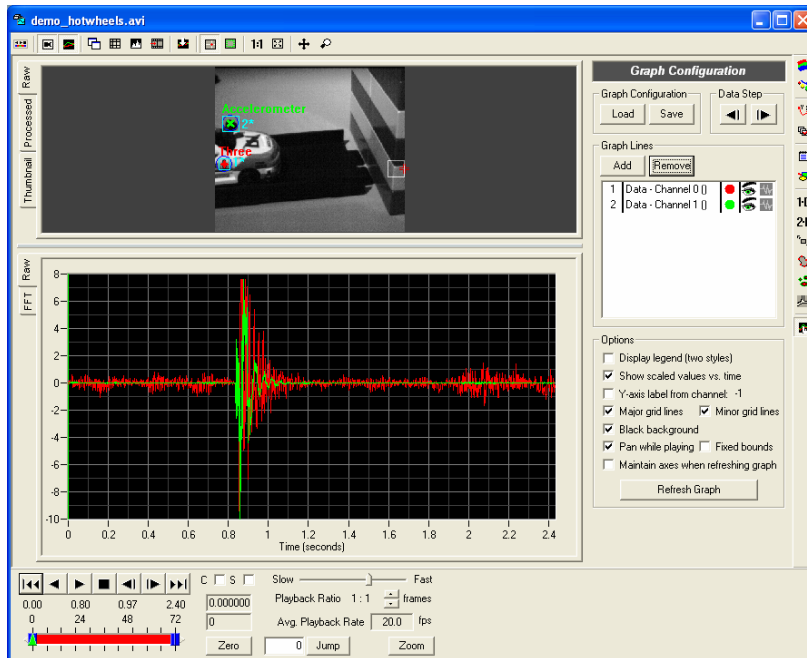 demo_hotwheels.avi
1:1
Raw
Processed
Thumbnail
Accelerometer
2*
Three
Graph Configuration
Graph Configuration
Data Step
Load
Save
Graph Lines
Add
Remove
1 Data - Channel 0 ()
2 Data - Channel 1 ()
Raw
FFT
8
6
4
2
0
-2
-4
-6
-8
-10
0 0.2 0.4 0.6 0.8 1 1.2 1.4 1.6 1.8 2 2.2 2.4
Time (seconds)
Options
Display legend (two styles)
Show scaled values vs. time
Y-axis label from channel: -1
Major grid lines
Minor grid lines
Black background
Pan while playing
Fixed bounds
Maintain axes when refreshing graph
Refresh Graph
C S
Slow
Fast
0.00 0.80 0.97 2.40
0 24 48 72
0.000000
0
Playback Ratio 1 : 1 frames
Avg. Playback Rate 20.0 fps
Zero
0
Jump
Zoom